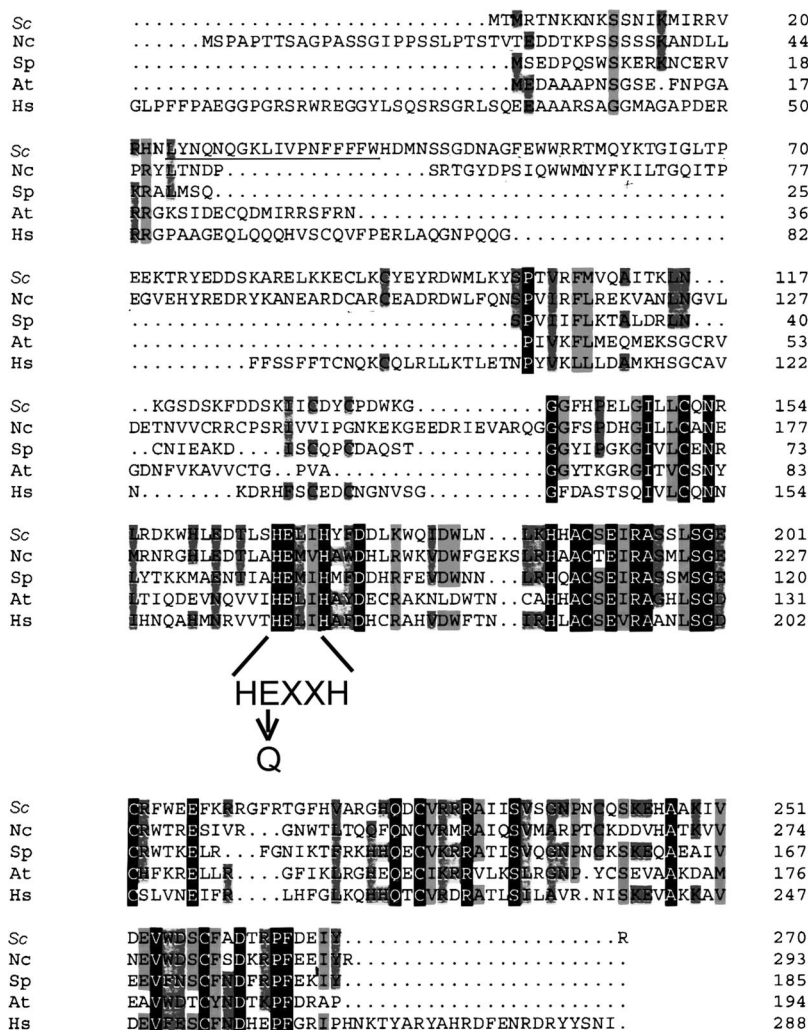 Sc ..............................MTMRTNKKNKSSNIKMIRRV 20
Nc ......MSPAPTTSAGPASSGIPPSSLPTSTVTEDDTKPSSSSSSKANDLL 44
Sp ................................MSEDPQSWSKERKNCERV 18
At ................................MEDAAAPNSGSE.FNPGA 17
Hs GLPFFPAEGGPGRSRWREGGYLSQSRSGRLSQEEAAARSAGGMAGAPDER 50
Sc RHNLYNQNQGKLIVPNFFFFWHDMNSSGDNAGFEWWRRTMQYKTGIGLTP 70
Nc PRYLTNDP.................SRTGYDPSIQWWMNYFKILTGQITP 77
Sp KRALMSQ........................................... 25
At RRGKSIDECQDMIRRSFRN............................... 36
Hs RRGPAAGEQLQQQHVSCQVFPERLAQGNPQQG.................. 82
Sc EEKTRYEDDSKARELKKECLKCYEYRDWMLKYSPTVRFMVQAITKLN... 117
Nc EGVEHYREDRYKANEARDCARCEADRDWLFQNSPVIRFLREKVANLNGVL 127
Sp ................................SPVIIFLKTALDRLN... 40
At .................................PIVKFLMEQMEKSGCRV 53
Hs ..........FFSSFFTCNQKCQLRLLKTLETNPYVKLLLDAMKHSGCAV 122
Sc ..KGSDSKFDDSKIICDYCPDWKG...........GGFHPELGILLCQNR 154
Nc DETNVVCRRCPSRIVVIPGNKEKGEEDRIEVARQGGGFSPDHGILLCANE 177
Sp ..CNIEAKD....ISCQPCDAQST...........GGYKPGKGIVLCENR 73
At GDNFVKAVVCTG..PVA..................GGYTKGRGITVCSNY 83
Hs N........KDRHFSCEDCNGNVSG..........GFDASTSQIVLCQNN 154
Sc LRDKWHLEDTLSHELIHYFDDLKWQIDWLN...LKHHACSEIRASSLSGE 201
Nc MRNRGHLEDTLAHEMVHAWDHLRWKVDWFGEKSLRHHACTEIRASMLSGE 227
Sp LYTKKMAENTIAHEMIHMFDDHRFEVDWNN...LRHQACSEIRASSMSGE 120
At LTIQDEVNQVVIHELIHAYDECRAKNLDWTN..CAHHACSEIRAGHLSGD 131
Hs IHNQAHMNRVVTHELIHAFDHCRAHVDWFTN..IRHLACSEVRAANLSGD 202
HEXXH
Q
Sc CRFWEEFKRRGFRTGFHVARGHQDCVRRRAIISVSGNPNCQSKEHAAKIV 251
Nc CRWTRESIVR...GNWTLTQQFQNCVRMRAIQSVMARPTCKDDVHATKVV 274
Sp CRWTKELR...FGNIKTFRKHHQECVKRRATISVQGNPNCKSKEQAEAIV 167
At CHFKRELLR....GFIKLRGHEQECIKRRVLKSLRGNP.YCSEVAAKDAM 176
Hs CSLVNEIFR....LHFGLKQHHQTCVRDRATLSILAVR.NISKEVAKKAV 247
Sc DEVWDSCFADTRPFDEIY.......................R 270
Nc NEVWDSCFSDKRPFEEIYR....................... 293
Sp EEVFNSCFNDFRPFEKIY........................ 185
At EAVWDTCYNDTKPFDRAP........................ 194
Hs DEVFESCFNDHEPFGRIPHNKTYARYAHRDFENRDRYYSNI. 288